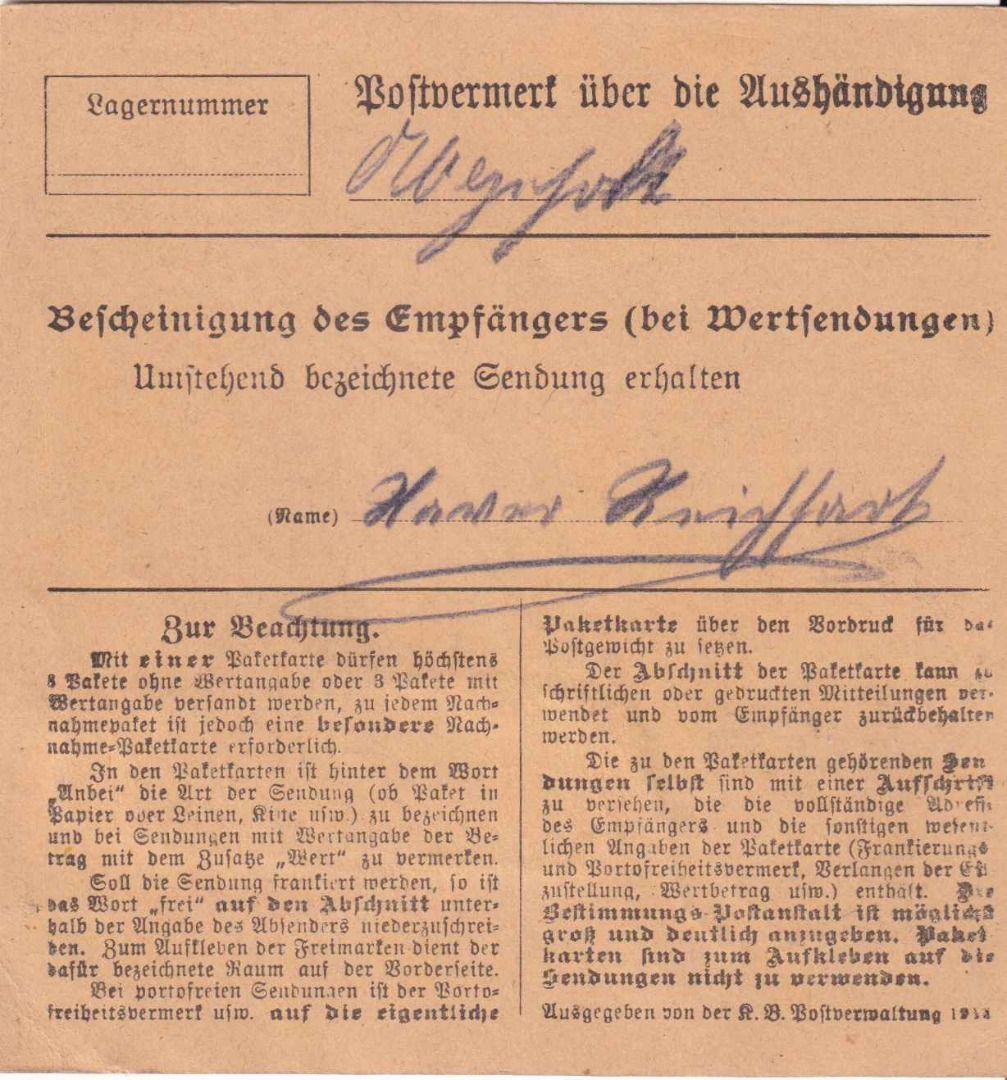 Lagernummer
Postvermerk über die Aushändigung
Bescheinigung des Empfängers (bei Wertsendungen)
Umstehend bezeichnete Sendung erhalten
(Name) Xaver Reichhart
Zur Beachtung.
Mit einer Paketkarte dürfen höchstens
3 Pakete ohne Wertangabe oder 3 Pakete mit
Wertangabe versandt werden, zu jedem Nach-
nahmepaket ist jedoch eine besondere Nach-
nahme-Paketkarte erforderlich.
In den Paketkarten ist hinter dem Wort
„Anbei" die Art der Sendung (ob Paket in
Papier oder Leinen, Kiste usw.) zu bezeichnen
und bei Sendungen mit Wertangabe der Be-
trag mit dem Zusatze „Wert" zu vermerken.
Soll die Sendung frankiert werden, so ist
das Wort „frei" auf den Abschnitt unter-
halb der Angabe des Absenders niederzuschrei-
ben. Zum Aufkleben der Freimarken dient der
dafür bezeichnete Raum auf der Vorderseite.
Bei portofreien Sendungen ist der Porto-
freiheitsvermerk usw. auf die eigentliche
Paketkarte über den Vordruck für das
Postgewicht zu setzen.
Der Abschnitt der Paketkarte kann zu
schriftlichen oder gedruckten Mitteilungen ver-
wendet und vom Empfänger zurückbehalten
werden.
Die zu den Paketkarten gehörenden Sen
dungen selbst sind mit einer Aufschrift
zu versehen, die die vollständige Adresse
des Empfängers und die sonstigen wesent-
lichen Angaben der Paketkarte (Frankierungs
und Portofreiheitsvermerk, Verlangen der Eil
zustellung, Wertbetrag usw.) enthält. Die
Bestimmungs-Postanstalt ist möglichst
groß und deutlich anzugeben. Paket
karten sind zum Aufkleben auf die
Sendungen nicht zu verwenden.
Ausgegeben von der K. B. Postverwaltung